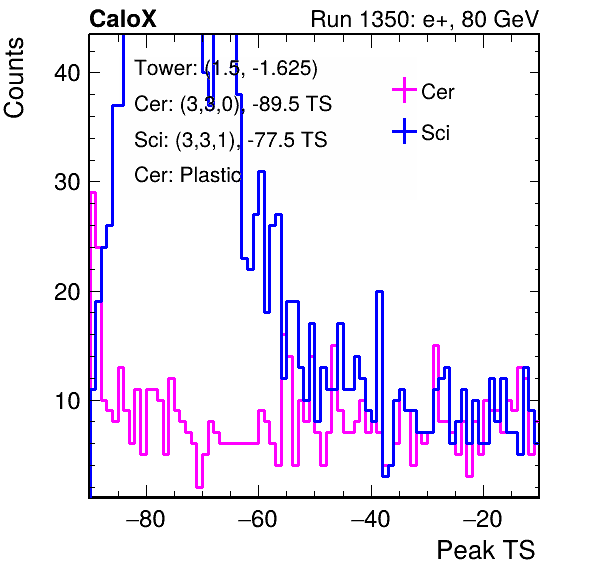 CaloX Run 1350: e+, 80 GeV
Counts
Tower: (1.5, -1.625)
Cer: (3,3,0), -89.5 TS
Sci: (3,3,1), -77.5 TS
Cer: Plastic
Cer
Sci
40
30
20
10
−80 −60 −40 −20
Peak TS